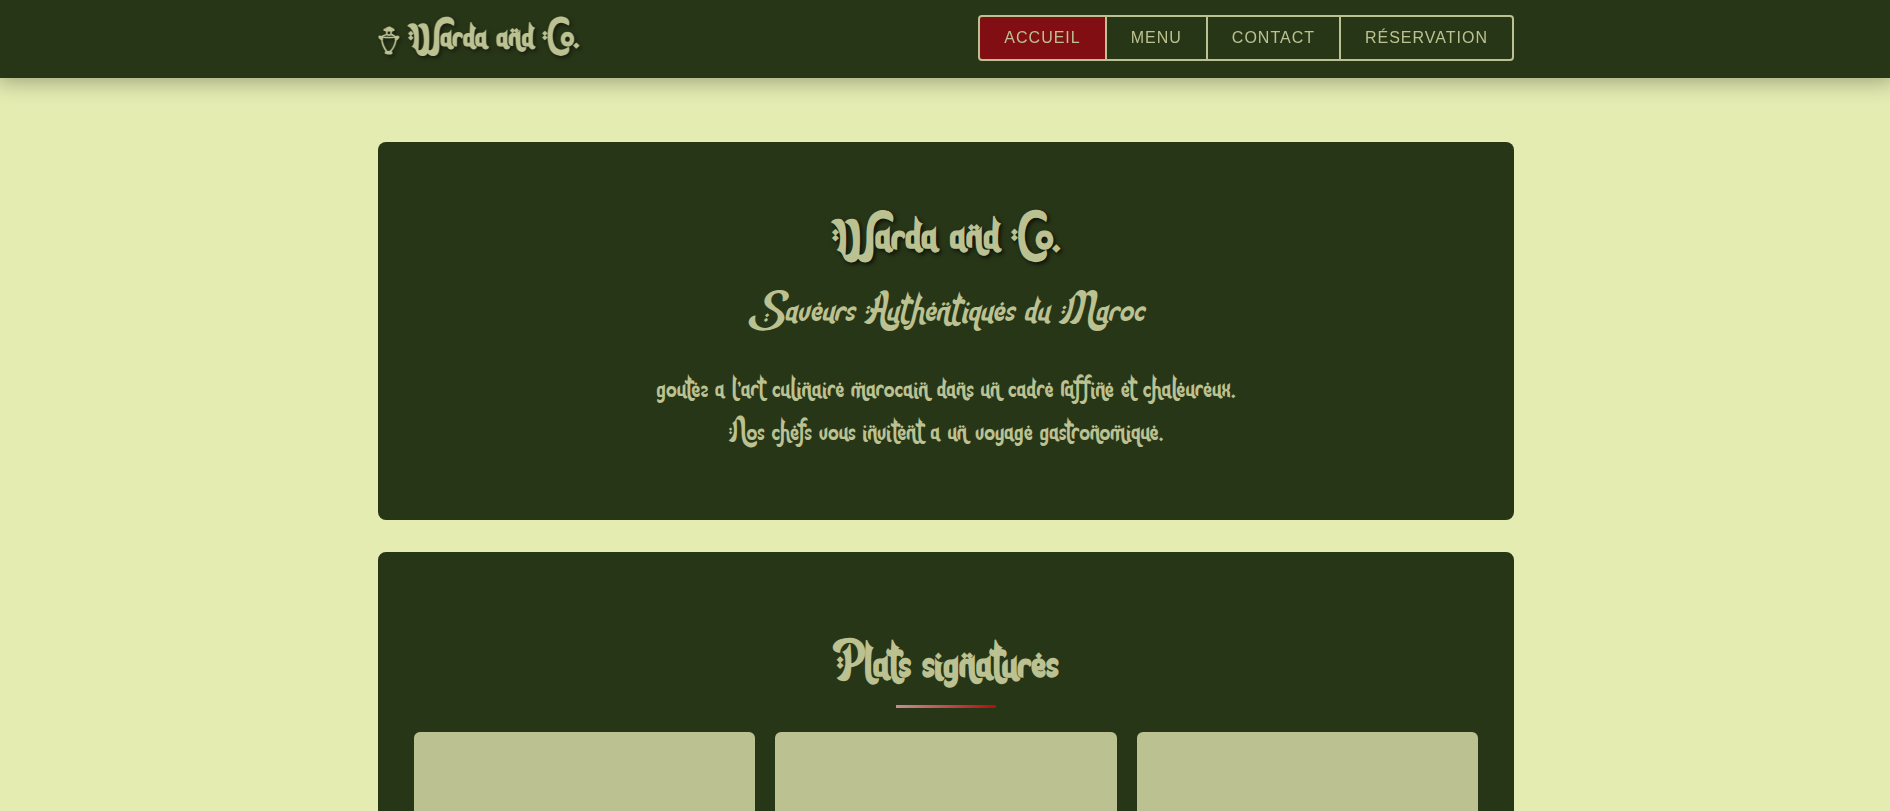 Warda and Co.
ACCUEIL
MENU
CONTACT
RÉSERVATION
Warda and Co.
Saveurs Authentiques du Maroc
goutez a l'art culinaire marocain dans un cadre raffiné et chaleureux.
Nos chefs vous invitent a un voyage gastronomique.
Plats signatures